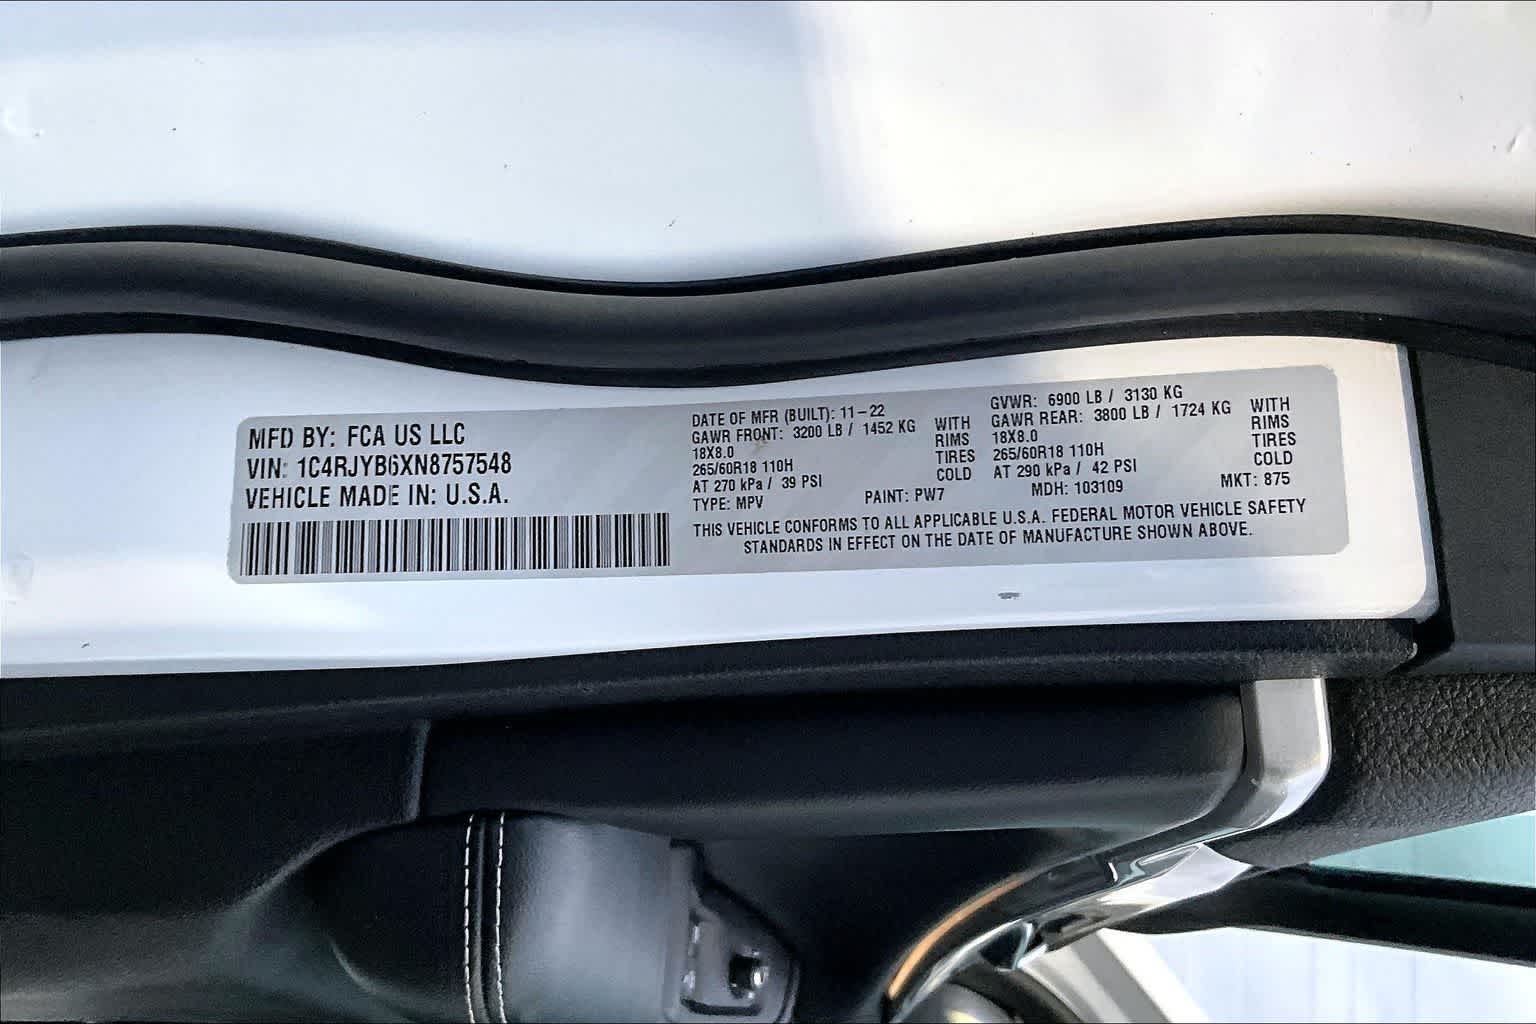 MFD BY: FCA US LLC
VIN: 1C4RJYB6XN8757548
VEHICLE MADE IN: U.S.A.
DATE OF MFR (BUILT): 11-22
GAWR FRONT: 3200 LB / 1452 KG WITH
18X8.0 RIMS
265/60R18 110H TIRES
AT 270 kPa / 39 PSI COLD
TYPE: MPV PAINT: PW7
GVWR: 6900 LB / 3130 KG
GAWR REAR: 3800 LB / 1724 KG WITH
18X8.0 RIMS
265/60R18 110H TIRES
AT 290 kPa / 42 PSI COLD
MDH: 103109 MKT: 875
THIS VEHICLE CONFORMS TO ALL APPLICABLE U.S.A. FEDERAL MOTOR VEHICLE SAFETY
STANDARDS IN EFFECT ON THE DATE OF MANUFACTURE SHOWN ABOVE.